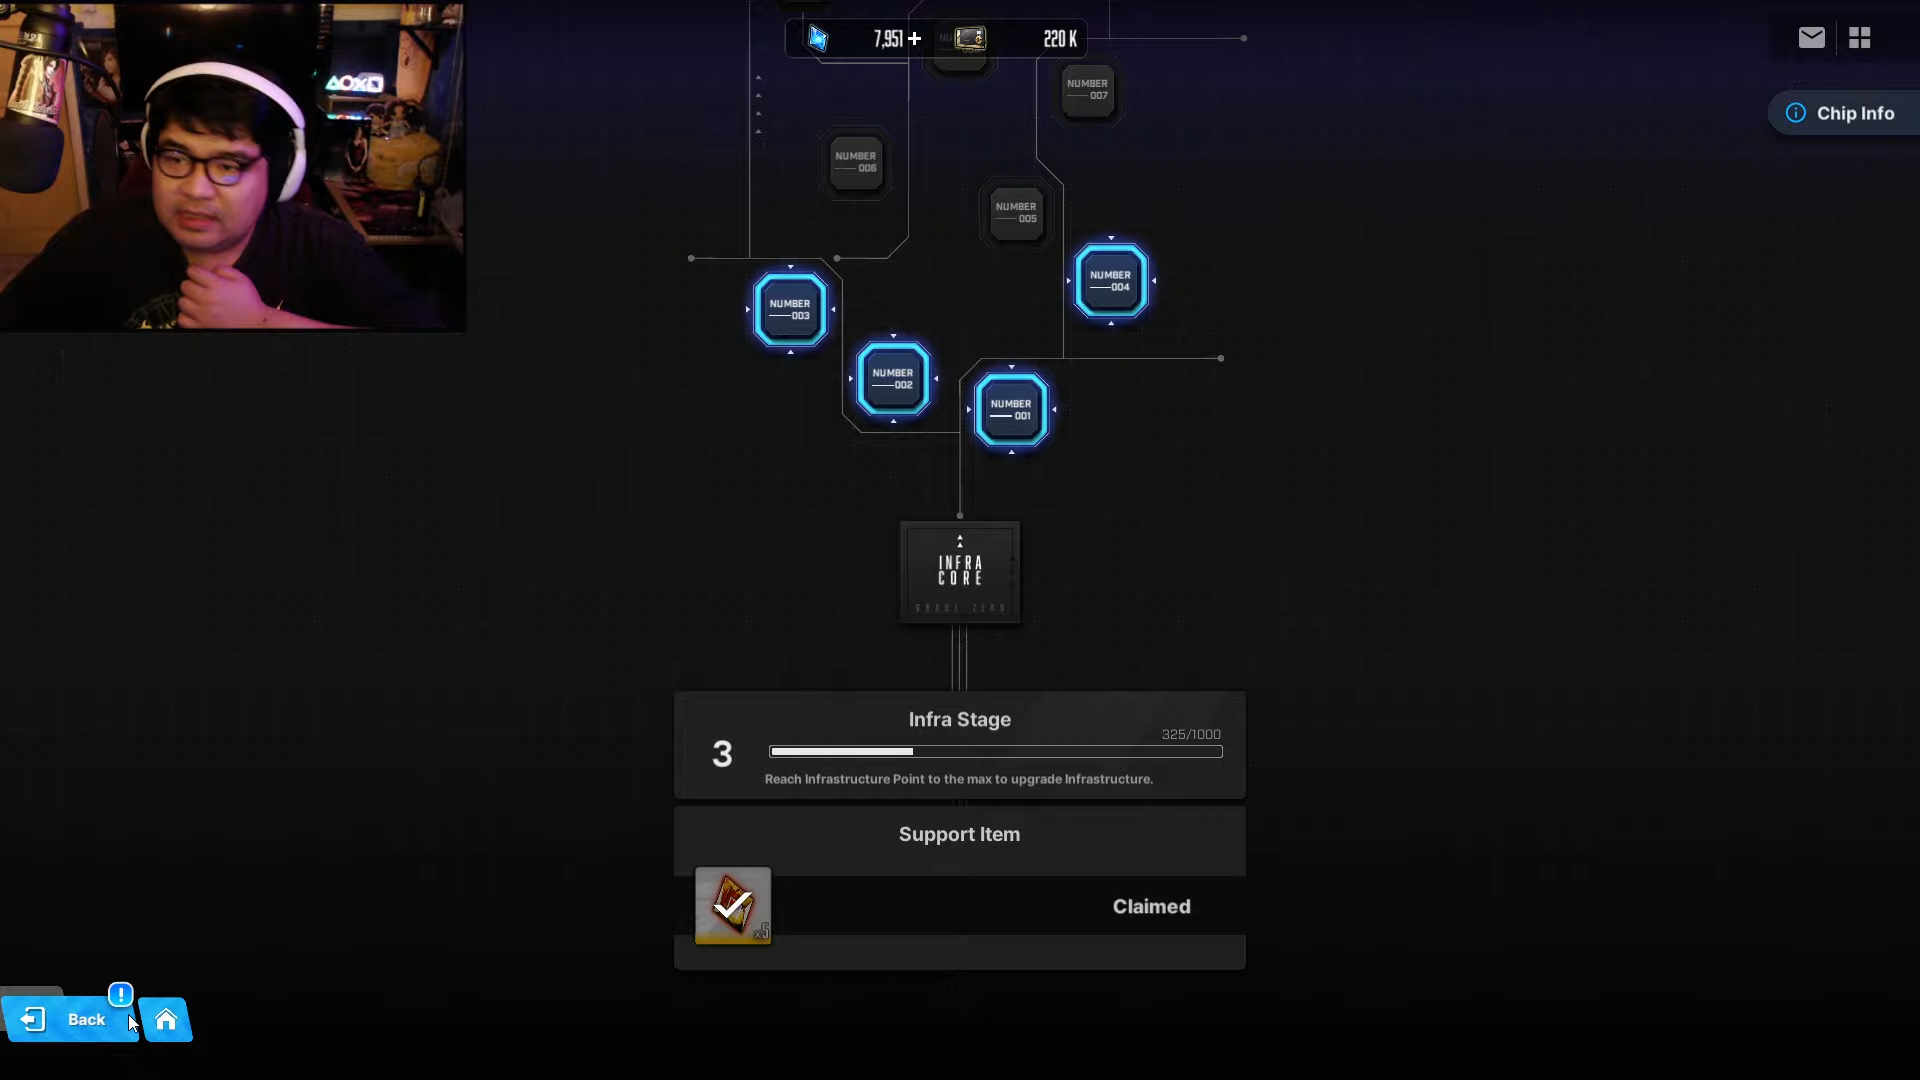 7,951
220 K
NUMBER
007
Chip Info
NUMBER
006
NUMBER
005
NUMBER
004
NUMBER
003
NUMBER
002
NUMBER
001
INFRA
CORE
Infra Stage
325/1000
3
Reach Infrastructure Point to the max to upgrade Infrastructure.
Support Item
x5
Claimed
Back